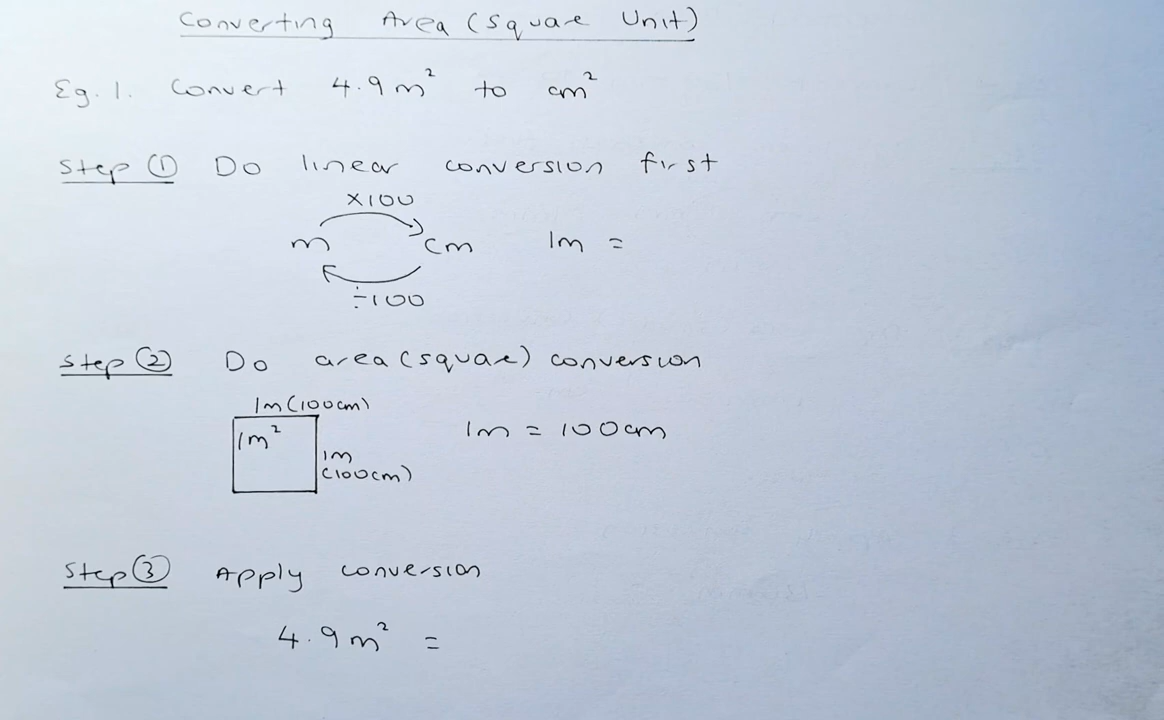 Converting Area (Square Unit)
Eg. 1. Convert 4.9m² to cm²
Step ① Do linear conversion first
×100
m cm 1m =
÷100
Step ② Do area (square) conversion
1m (100cm)
1m² 1m = 100cm
1m
(100cm)
Step ③ Apply conversion
4.9m² =